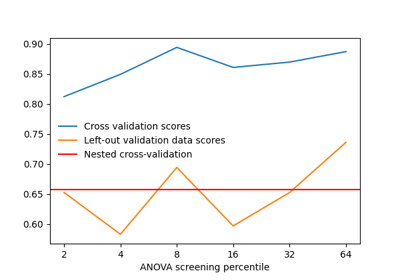 0.90
0.85
0.80
0.75
0.70
0.65
0.60
Cross validation scores
Left-out validation data scores
Nested cross-validation
2 4 8 16 32 64
ANOVA screening percentile